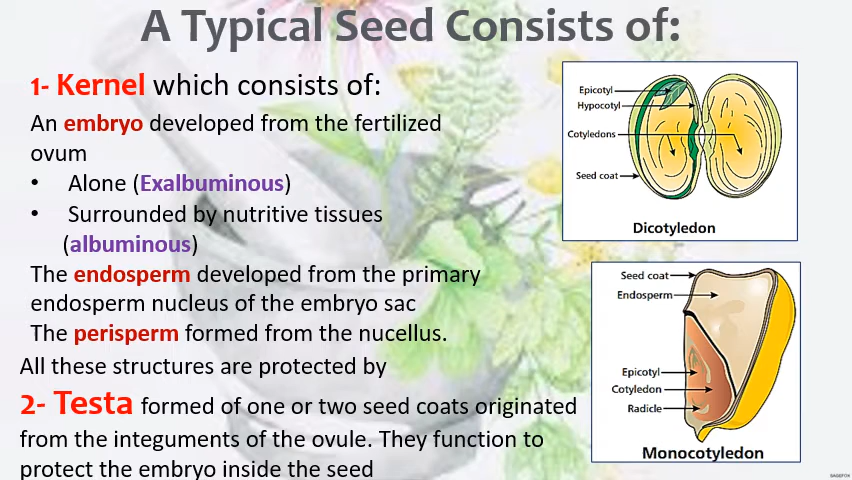 A Typical Seed Consists of:
1- Kernel which consists of:
An embryo developed from the fertilized
ovum
• Alone (Exalbuminous)
• Surrounded by nutritive tissues
(albuminous)
The endosperm developed from the primary
endosperm nucleus of the embryo sac
The perisperm formed from the nucellus.
All these structures are protected by
2- Testa formed of one or two seed coats originated
from the integuments of the ovule. They function to
protect the embryo inside the seed
Epicotyl
Hypocotyl
Cotyledons
Seed coat
Dicotyledon
Seed coat
Endosperm
Epicotyl
Cotyledon
Radicle
Monocotyledon
SAGEFOX